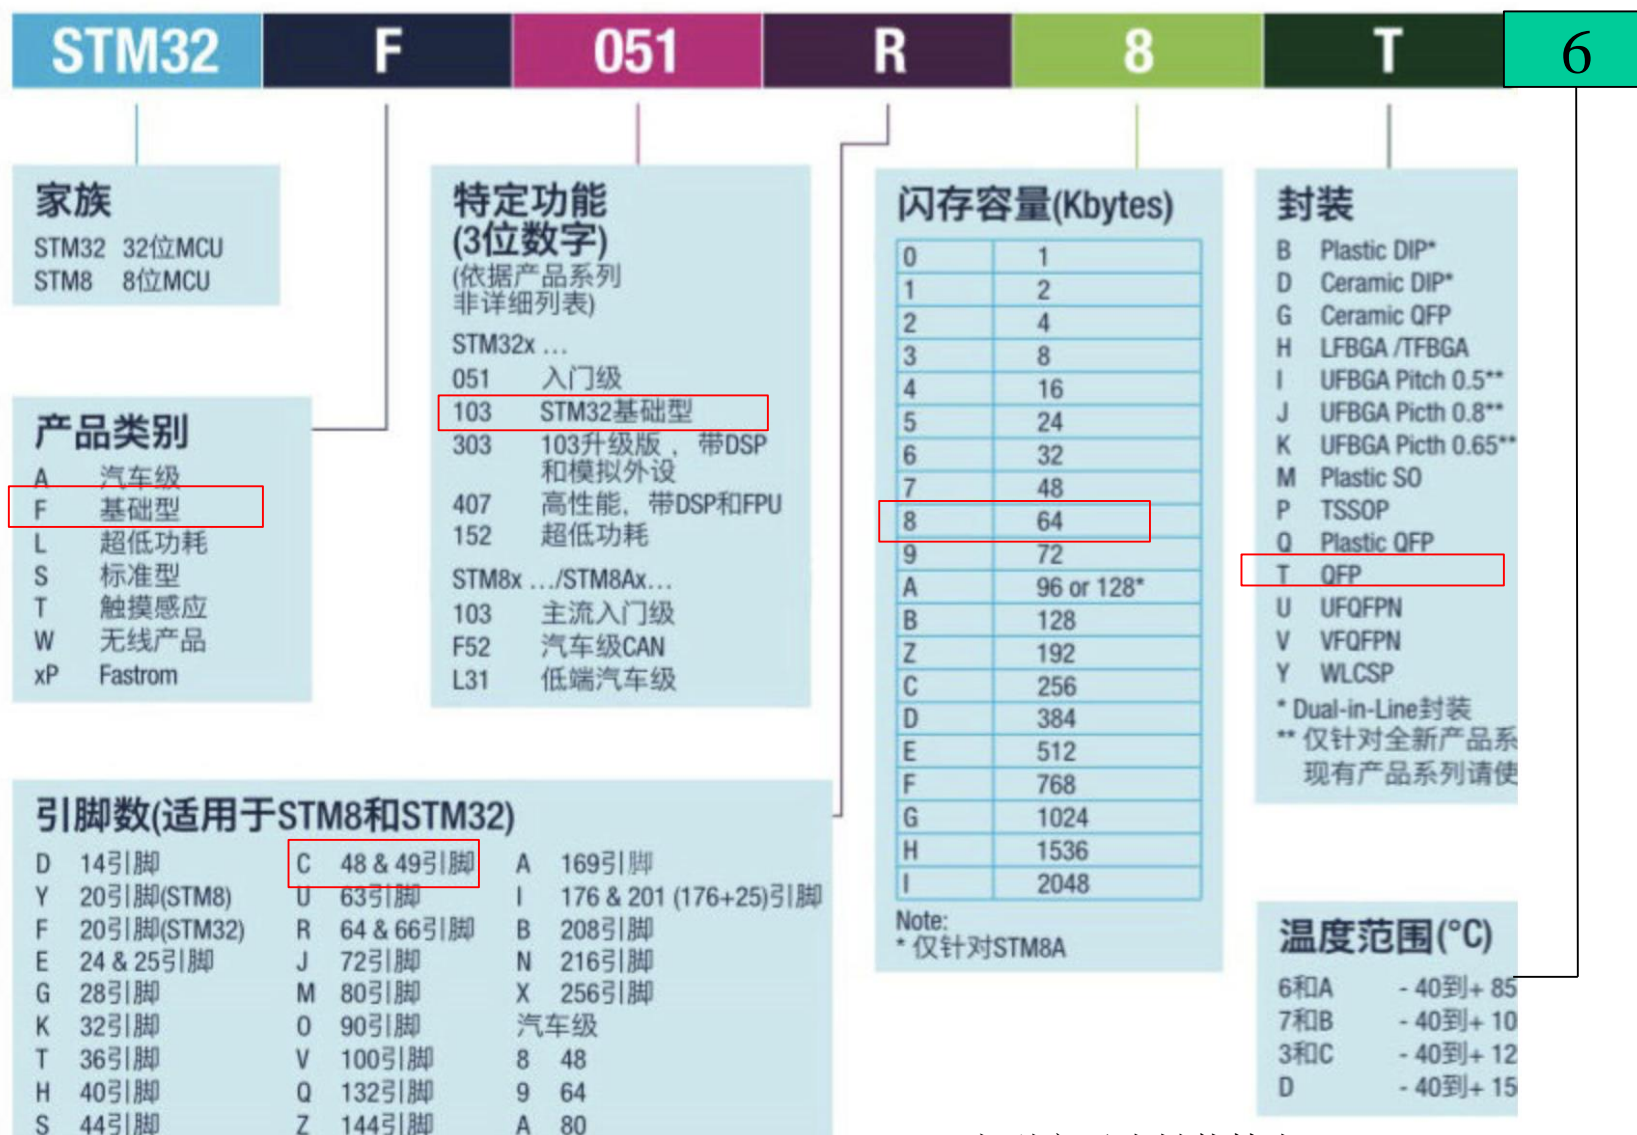 STM32 F 051 R 8 T 6
家族
STM32 32位MCU
STM8 8位MCU
产品类别
A 汽车级
F 基础型
L 超低功耗
S 标准型
T 触摸感应
W 无线产品
xP Fastrom
特定功能
(3位数字)
(依据产品系列
非详细列表)
STM32x ...
051 入门级
103 STM32基础型
303 103升级版，带DSP
和模拟外设
407 高性能，带DSP和FPU
152 超低功耗
STM8x .../STM8Ax...
103 主流入门级
F52 汽车级CAN
L31 低端汽车级
引脚数(适用于STM8和STM32)
D 14引脚 C 48 & 49引脚 A 169引脚
Y 20引脚(STM8) U 63引脚 I 176 & 201 (176+25)引脚
F 20引脚(STM32) R 64 & 66引脚 B 208引脚
E 24 & 25引脚 J 72引脚 N 216引脚
G 28引脚 M 80引脚 X 256引脚
K 32引脚 O 90引脚 汽车级
T 36引脚 V 100引脚 8 48
H 40引脚 Q 132引脚 9 64
S 44引脚 Z 144引脚 A 80
闪存容量(Kbytes)
0 1
1 2
2 4
3 8
4 16
5 24
6 32
7 48
8 64
9 72
A 96 or 128*
B 128
Z 192
C 256
D 384
E 512
F 768
G 1024
H 1536
I 2048
Note:
* 仅针对STM8A
封装
B Plastic DIP*
D Ceramic DIP*
G Ceramic QFP
H LFBGA /TFBGA
I UFBGA Pitch 0.5**
J UFBGA Picth 0.8**
K UFBGA Picth 0.65**
M Plastic SO
P TSSOP
Q Plastic QFP
T QFP
U UFQFPN
V VFQFPN
Y WLCSP
* Dual-in-Line封装
** 仅针对全新产品系
现有产品系列请使
温度范围(°C)
6和A - 40到+ 85
7和B - 40到+ 10
3和C - 40到+ 12
D - 40到+ 15